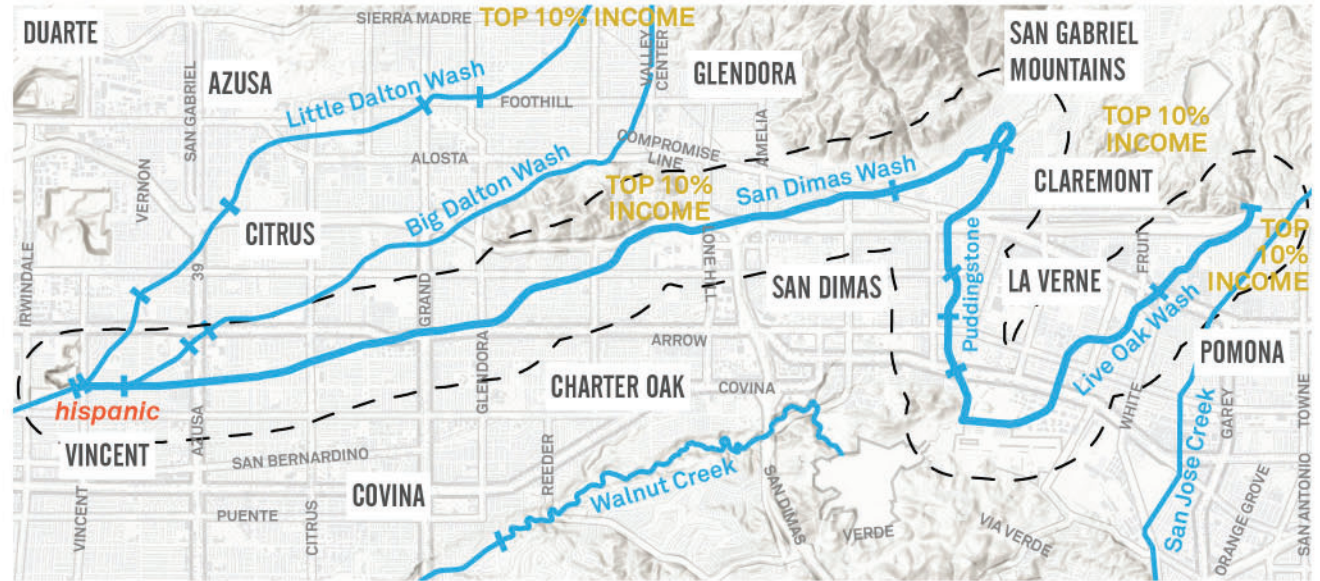 DUARTE
SIERRA MADRE
TOP 10% INCOME
VALLEY
CENTER
SAN GABRIEL
MOUNTAINS
AZUSA
SAN GABRIEL
Little Dalton Wash
FOOTHILL
GLENDORA
TOP 10%
INCOME
VERNON
ALOSTA
COMPROMISE
LINE
AMELIA
Big Dalton Wash
TOP 10%
INCOME
San Dimas Wash
CLAREMONT
CITRUS
IRWINDALE
39
GRAND
LONE HILL
SAN DIMAS
Puddingstone
LA VERNE
FRUIT
TOP
10%
INCOME
Live Oak Wash
POMONA
ARROW
GLENDORA
CHARTER OAK
COVINA
hispanic
VINCENT
AZUSA
SAN BERNARDINO
COVINA
REEDER
Walnut Creek
SAN DIMAS
WHITE
GAREY
TOWNE
VINCENT
PUENTE
CITRUS
VERDE
VIA VERDE
San Jose Creek
ORANGE GROVE
SAN ANTONIO